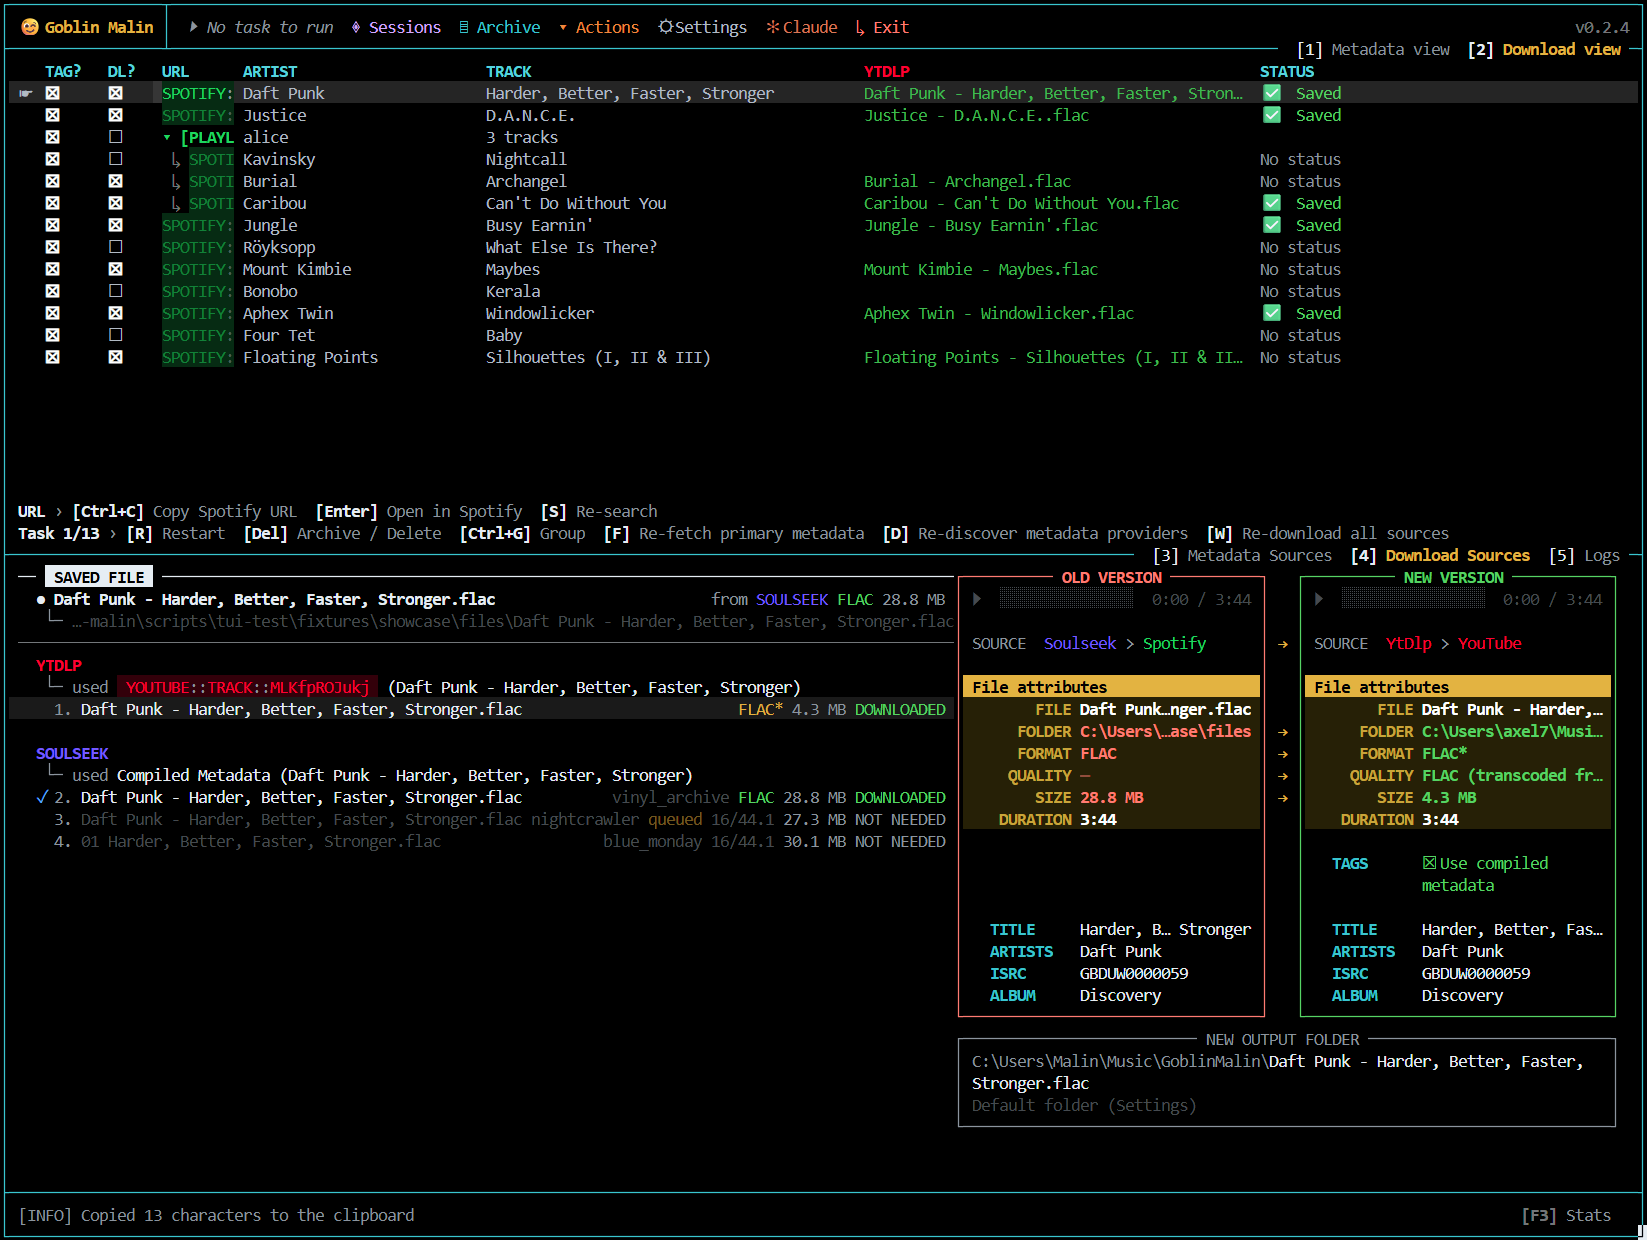 Goblin Malin No task to run Sessions Archive Actions Settings Claude Exit v0.2.4
[1] Metadata view [2] Download view
TAG? DL? URL ARTIST TRACK YTDLP STATUS
SPOTIFY: Daft Punk Harder, Better, Faster, Stronger Daft Punk - Harder, Better, Faster, Stron… Saved
SPOTIFY: Justice D.A.N.C.E. Justice - D.A.N.C.E..flac Saved
[PLAYL alice 3 tracks
SPOTI Kavinsky Nightcall No status
SPOTI Burial Archangel Burial - Archangel.flac No status
SPOTI Caribou Can't Do Without You Caribou - Can't Do Without You.flac Saved
SPOTIFY: Jungle Busy Earnin' Jungle - Busy Earnin'.flac Saved
SPOTIFY: Röyksopp What Else Is There? No status
SPOTIFY: Mount Kimbie Maybes Mount Kimbie - Maybes.flac No status
SPOTIFY: Bonobo Kerala No status
SPOTIFY: Aphex Twin Windowlicker Aphex Twin - Windowlicker.flac Saved
SPOTIFY: Four Tet Baby No status
SPOTIFY: Floating Points Silhouettes (I, II & III) Floating Points - Silhouettes (I, II & II… No status
URL › [Ctrl+C] Copy Spotify URL [Enter] Open in Spotify [S] Re-search
Task 1/13 › [R] Restart [Del] Archive / Delete [Ctrl+G] Group [F] Re-fetch primary metadata [D] Re-discover metadata providers [W] Re-download all sources
[3] Metadata Sources [4] Download Sources [5] Logs
SAVED FILE
● Daft Punk - Harder, Better, Faster, Stronger.flac from SOULSEEK FLAC 28.8 MB
…-malin\scripts\tui-test\fixtures\showcase\files\Daft Punk - Harder, Better, Faster, Stronger.flac
YTDLP
used YOUTUBE::TRACK::MLKfpROJukj (Daft Punk - Harder, Better, Faster, Stronger)
1. Daft Punk - Harder, Better, Faster, Stronger.flac FLAC* 4.3 MB DOWNLOADED
SOULSEEK
used Compiled Metadata (Daft Punk - Harder, Better, Faster, Stronger)
✓ 2. Daft Punk - Harder, Better, Faster, Stronger.flac vinyl_archive FLAC 28.8 MB DOWNLOADED
3. Daft Punk - Harder, Better, Faster, Stronger.flac nightcrawler queued 16/44.1 27.3 MB NOT NEEDED
4. 01 Harder, Better, Faster, Stronger.flac blue_monday 16/44.1 30.1 MB NOT NEEDED
OLD VERSION
0:00 / 3:44
SOURCE Soulseek > Spotify →
File attributes
FILE Daft Punk…nger.flac
FOLDER C:\Users\…ase\files →
FORMAT FLAC →
QUALITY — →
SIZE 28.8 MB →
DURATION 3:44
TITLE Harder, B… Stronger
ARTISTS Daft Punk
ISRC GBDUW0000059
ALBUM Discovery
NEW VERSION
0:00 / 3:44
SOURCE YtDlp > YouTube
File attributes
FILE Daft Punk - Harder,…
FOLDER C:\Users\axel7\Musi…
FORMAT FLAC*
QUALITY FLAC (transcoded fr…
SIZE 4.3 MB
DURATION 3:44
TAGS ☒ Use compiled
metadata
TITLE Harder, Better, Fas…
ARTISTS Daft Punk
ISRC GBDUW0000059
ALBUM Discovery
NEW OUTPUT FOLDER
C:\Users\Malin\Music\GoblinMalin\Daft Punk - Harder, Better, Faster,
Stronger.flac
Default folder (Settings)
[INFO] Copied 13 characters to the clipboard [F3] Stats